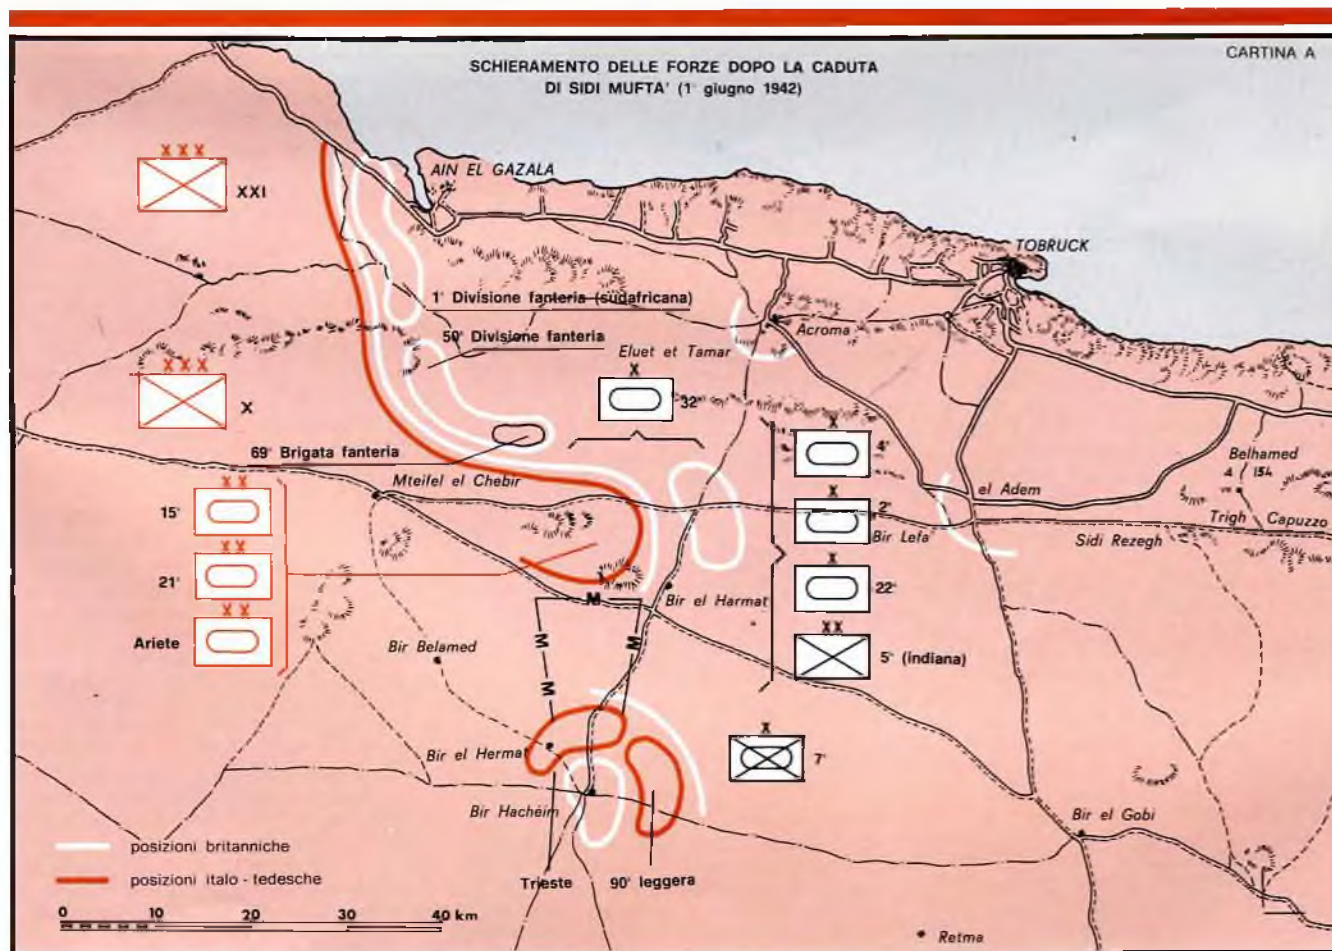 CARTINA A
SCHIERAMENTO DELLE FORZE DOPO LA CADUTA
DI SIDI MUFTA' (1° giugno 1942)
X X X
XXI
AIN EL GAZALA
TOBRUCK
1ª Divisione fanteria (sudafricana)
50ª Divisione fanteria
Acroma
Eluet et Tamar
X X X
X
X
32ª
69ª Brigata fanteria
Mteilel el Chebir
X
4ª
X
2ª
Bir Lefa
X
22ª
XX
5ª (indiana)
Belhamed
154
el Adem
Trigh Capuzzo
Sidi Rezegh
X X
15ª
X X
21ª
X X
Ariete
Bir el Harmat
M
M
M
M
Bir Belamed
Bir el Hermat
X
7ª
Bir Hachéim
Bir el Gobi
posizioni britanniche
posizioni italo - tedesche
Trieste
90ª leggera
0 10 20 30 40 km
Retma